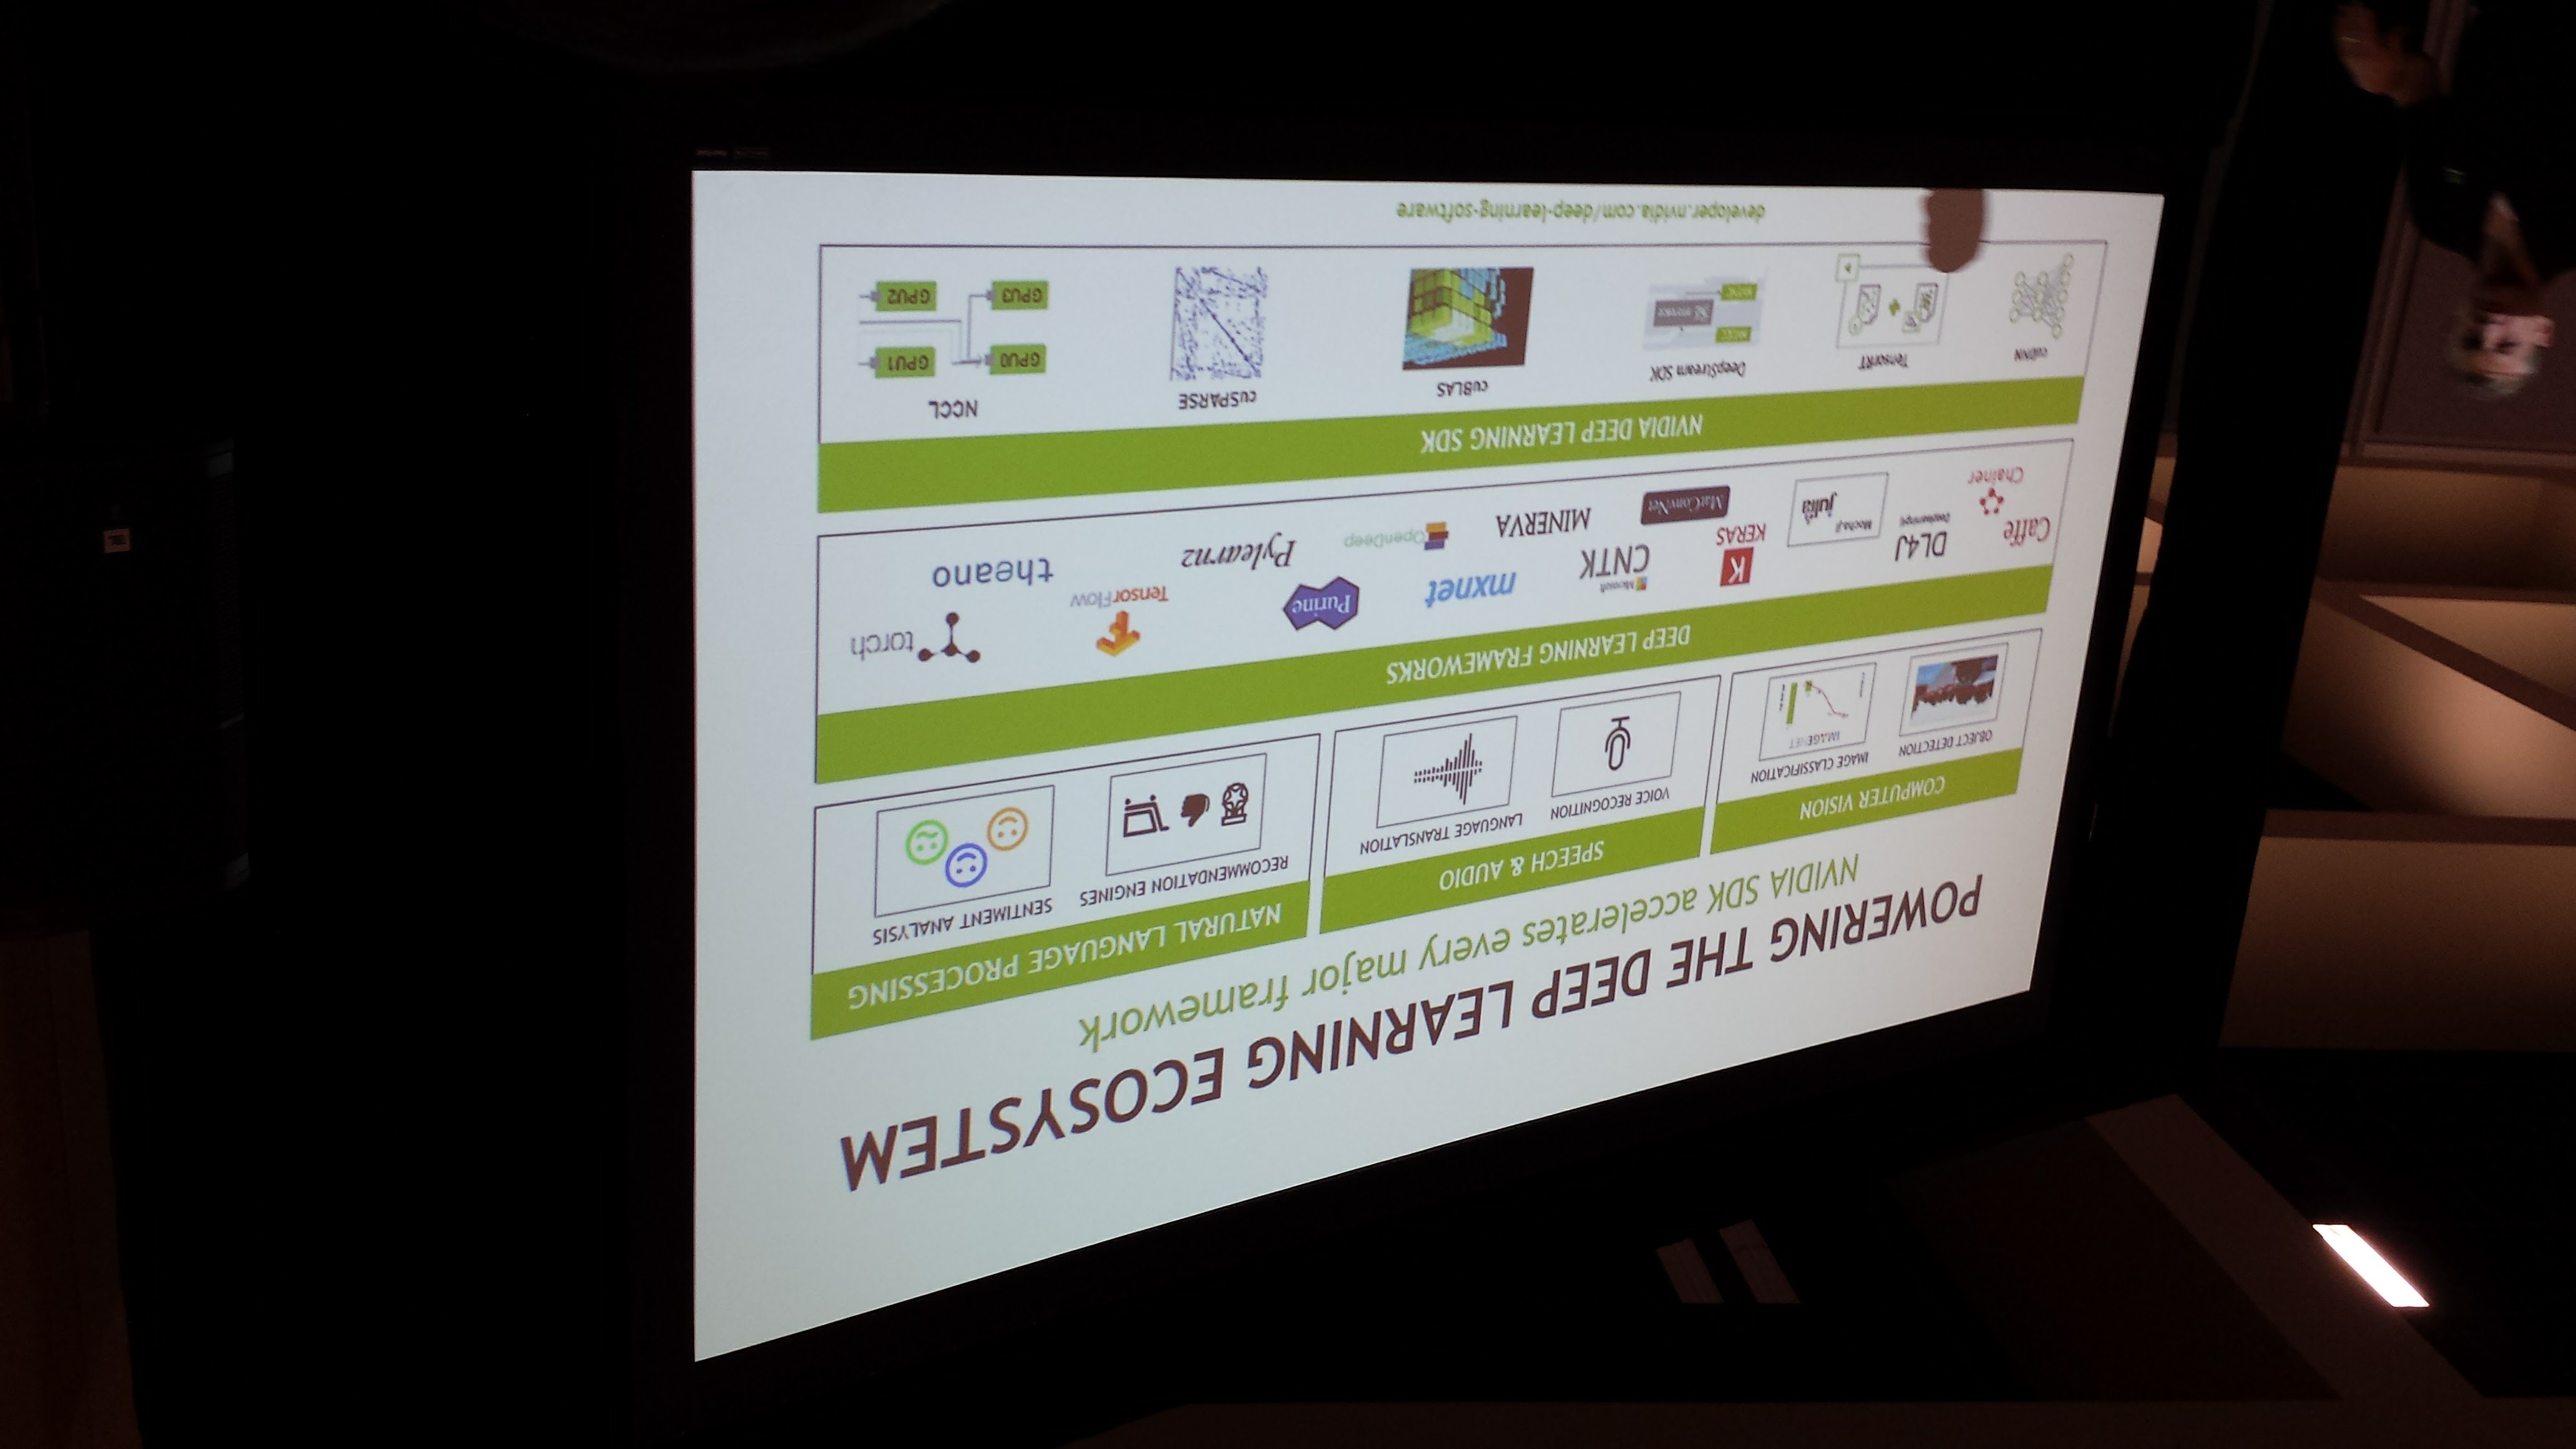 POWERING THE DEEP LEARNING ECOSYSTEM
NVIDIA SDK accelerates every major framework
COMPUTER VISION
OBJECT DETECTION
IMAGE CLASSIFICATION
IMAGENET
SPEECH & AUDIO
VOICE RECOGNITION
LANGUAGE TRANSLATION
NATURAL LANGUAGE PROCESSING
RECOMMENDATION ENGINES
SENTIMENT ANALYSIS
DEEP LEARNING FRAMEWORKS
Caffe
Chainer
DL4J
Deeplearning4j
Mocha.jl
julia
K
KERAS
MatConvNet
Microsoft
CNTK
MINERVA
mxnet
OpenDeep
Purine
Pylearn2
TensorFlow
theano
torch
NVIDIA DEEP LEARNING SDK
cuDNN
TensorRT
DeepStream SDK
cuBLAS
cuSPARSE
NCCL
GPU0
GPU1
GPU3
GPU2
developer.nvidia.com/deep-learning-software